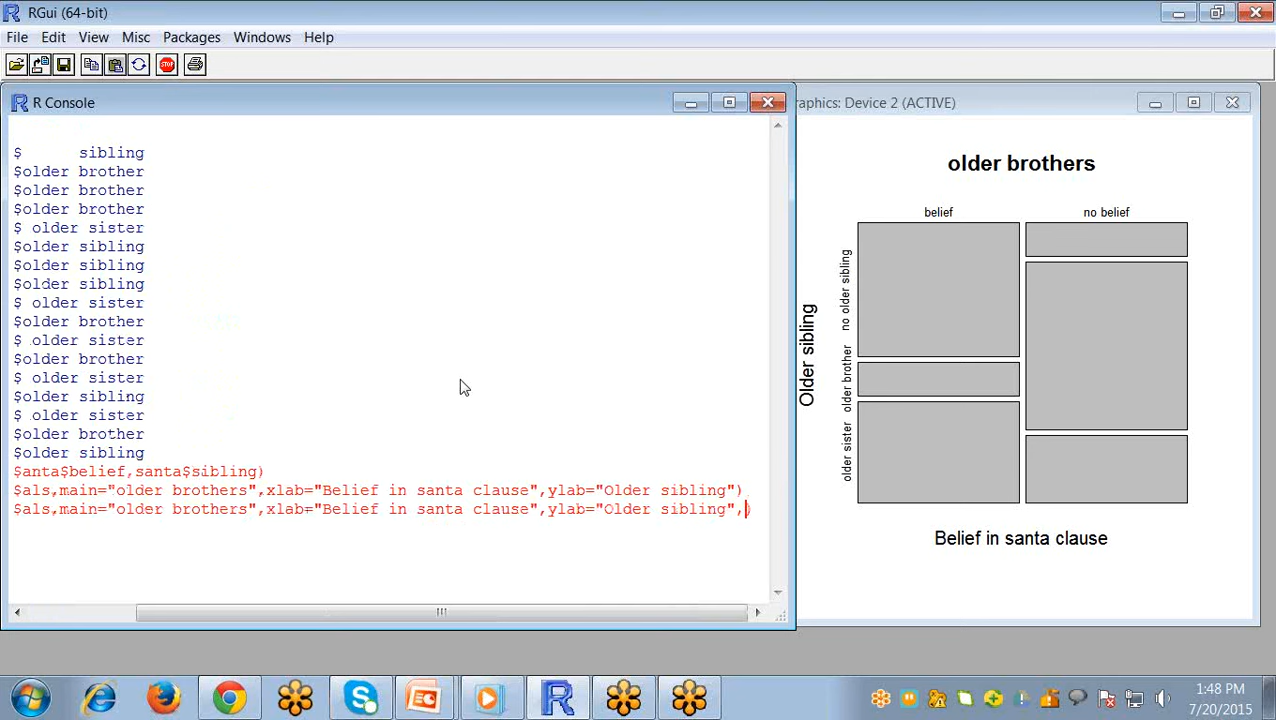 RGui (64-bit)
File Edit View Misc Packages Windows Help
STOP
R Console
raphics: Device 2 (ACTIVE)
$      sibling
$older brother
$older brother
$older brother
$ older sister
$older sibling
$older sibling
$older sibling
$ older sister
$older brother
$ older sister
$older brother
$ older sister
$older sibling
$ older sister
$older brother
$older sibling
$anta$belief,santa$sibling)
$als,main="older brothers",xlab="Belief in santa clause",ylab="Older sibling")
$als,main="older brothers",xlab="Belief in santa clause",ylab="Older sibling",)
older brothers
belief no belief
no older sibling
older brother
older sister
Older sibling
Belief in santa clause
1:48 PM
7/20/2015